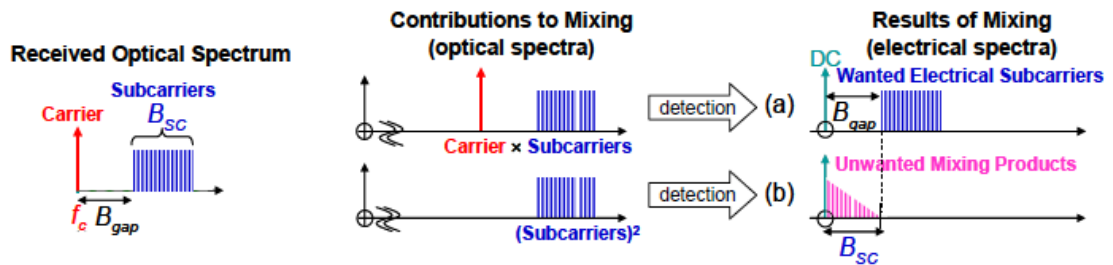 Received Optical Spectrum
Subcarriers
Carrier
B_SC
f_c
B_gap
Contributions to Mixing
(optical spectra)
Carrier × Subcarriers
(Subcarriers)²
detection
(a)
detection
(b)
Results of Mixing
(electrical spectra)
DC
Wanted Electrical Subcarriers
B_gap
Unwanted Mixing Products
B_SC